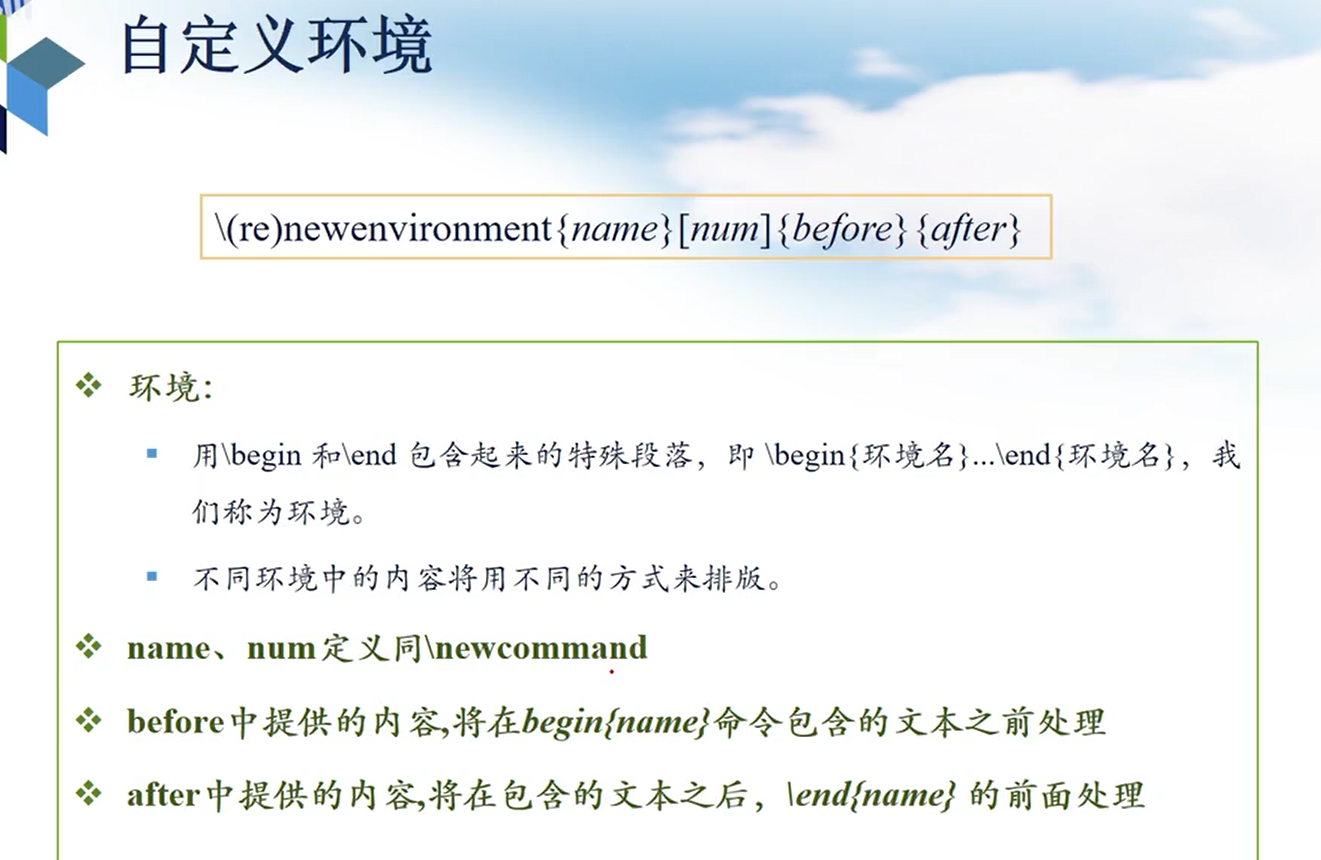 自定义环境
\(re)newenvironment{name}[num]{before}{after}
环境：
用\begin 和\end 包含起来的特殊段落，即 \begin{环境名}...\end{环境名}，我
们称为环境。
不同环境中的内容将用不同的方式来排版。
name、num定义同\newcommand
before中提供的内容,将在begin{name}命令包含的文本之前处理
after中提供的内容,将在包含的文本之后，\end{name} 的前面处理